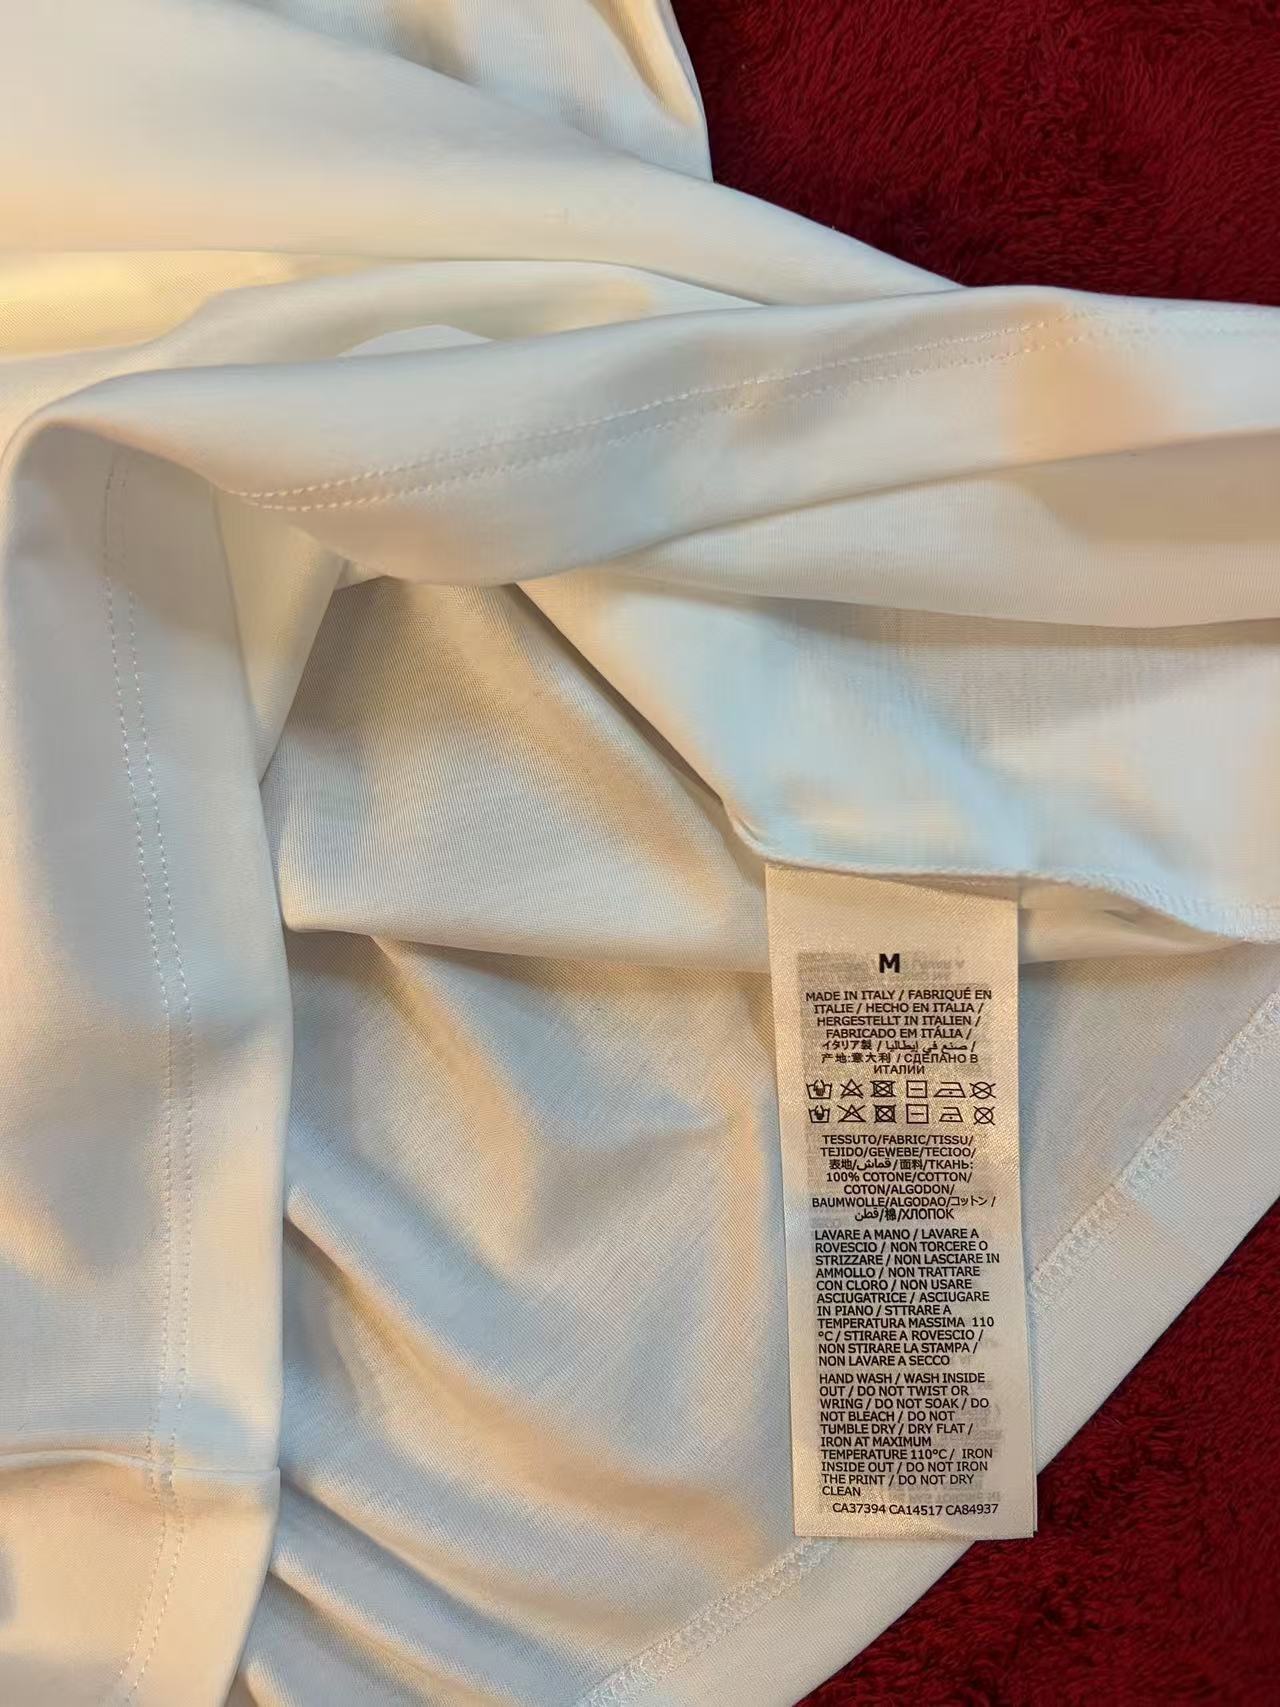 M
MADE IN ITALY / FABRIQUÉ EN
ITALIE / HECHO EN ITALIA /
HERGESTELLT IN ITALIEN /
FABRICADO EM ITÁLIA /
イタリア製 / صنع في إيطاليا /
产地:意大利 / СДЕЛАНО В
ИТАЛИИ
TESSUTO/FABRIC/TISSU/
TEJIDO/GEWEBE/TECIOO/
表地/قماش/面料/ТКАНЬ:
100% COTONE/COTTON/
COTON/ALGODON/
BAUMWOLLE/ALGODAO/コットン /
قطن/棉/ХЛОПОК
LAVARE A MANO / LAVARE A
ROVESCIO / NON TORCERE O
STRIZZARE / NON LASCIARE IN
AMMOLLO / NON TRATTARE
CON CLORO / NON USARE
ASCIUGATRICE / ASCIUGARE
IN PIANO / STTRARE A
TEMPERATURA MASSIMA 110
°C / STIRARE A ROVESCIO /
NON STIRARE LA STAMPA /
NON LAVARE A SECCO
HAND WASH / WASH INSIDE
OUT / DO NOT TWIST OR
WRING / DO NOT SOAK / DO
NOT BLEACH / DO NOT
TUMBLE DRY / DRY FLAT /
IRON AT MAXIMUM
TEMPERATURE 110°C / IRON
INSIDE OUT / DO NOT IRON
THE PRINT / DO NOT DRY
CLEAN
CA37394 CA14517 CA84937